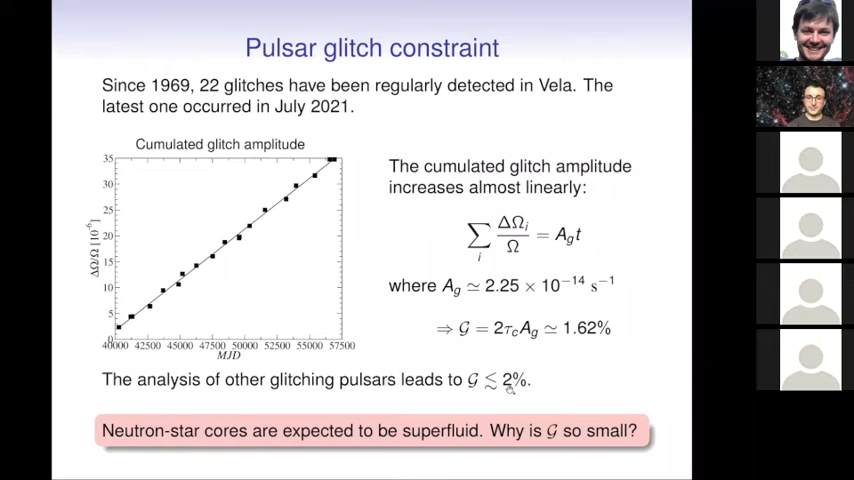 Pulsar glitch constraint
Since 1969, 22 glitches have been regularly detected in Vela. The
latest one occurred in July 2021.
Cumulated glitch amplitude
35
30
25
20
15
10
5
0
ΔΩ/Ω [10⁻⁶]
40000 42500 45000 47500 50000 52500 55000 57500
MJD
The cumulated glitch amplitude
increases almost linearly:
∑ᵢ ΔΩᵢ/Ω = A_g t
where A_g ≃ 2.25 × 10⁻¹⁴ s⁻¹
⇒ 𝒢 = 2τ_c A_g ≃ 1.62%
The analysis of other glitching pulsars leads to 𝒢 ≲ 2%.
Neutron-star cores are expected to be superfluid. Why is 𝒢 so small?